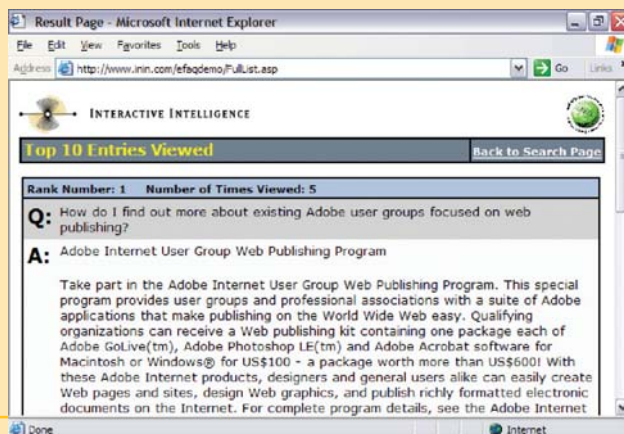 Result Page - Microsoft Internet Explorer
File Edit View Favorites Tools Help
Address http://www.inin.com/efaqdemo/FullList.asp Go Links
INTERACTIVE INTELLIGENCE
Top 10 Entries Viewed Back to Search Page
Rank Number: 1 Number of Times Viewed: 5
Q: How do I find out more about existing Adobe user groups focused on web
publishing?
A: Adobe Internet User Group Web Publishing Program
Take part in the Adobe Internet User Group Web Publishing Program. This special
program provides user groups and professional associations with a suite of Adobe
applications that make publishing on the World Wide Web easy. Qualifying
organizations can receive a Web publishing kit containing one package each of
Adobe GoLive(tm), Adobe Photoshop LE(tm) and Adobe Acrobat software for
Macintosh or Windows® for US$100 - a package worth more than US$600! With
these Adobe Internet products, designers and general users alike can easily create
Web pages and sites, design Web graphics, and publish richly formatted electronic
documents on the Internet. For complete program details, see the Adobe Internet
Done Internet